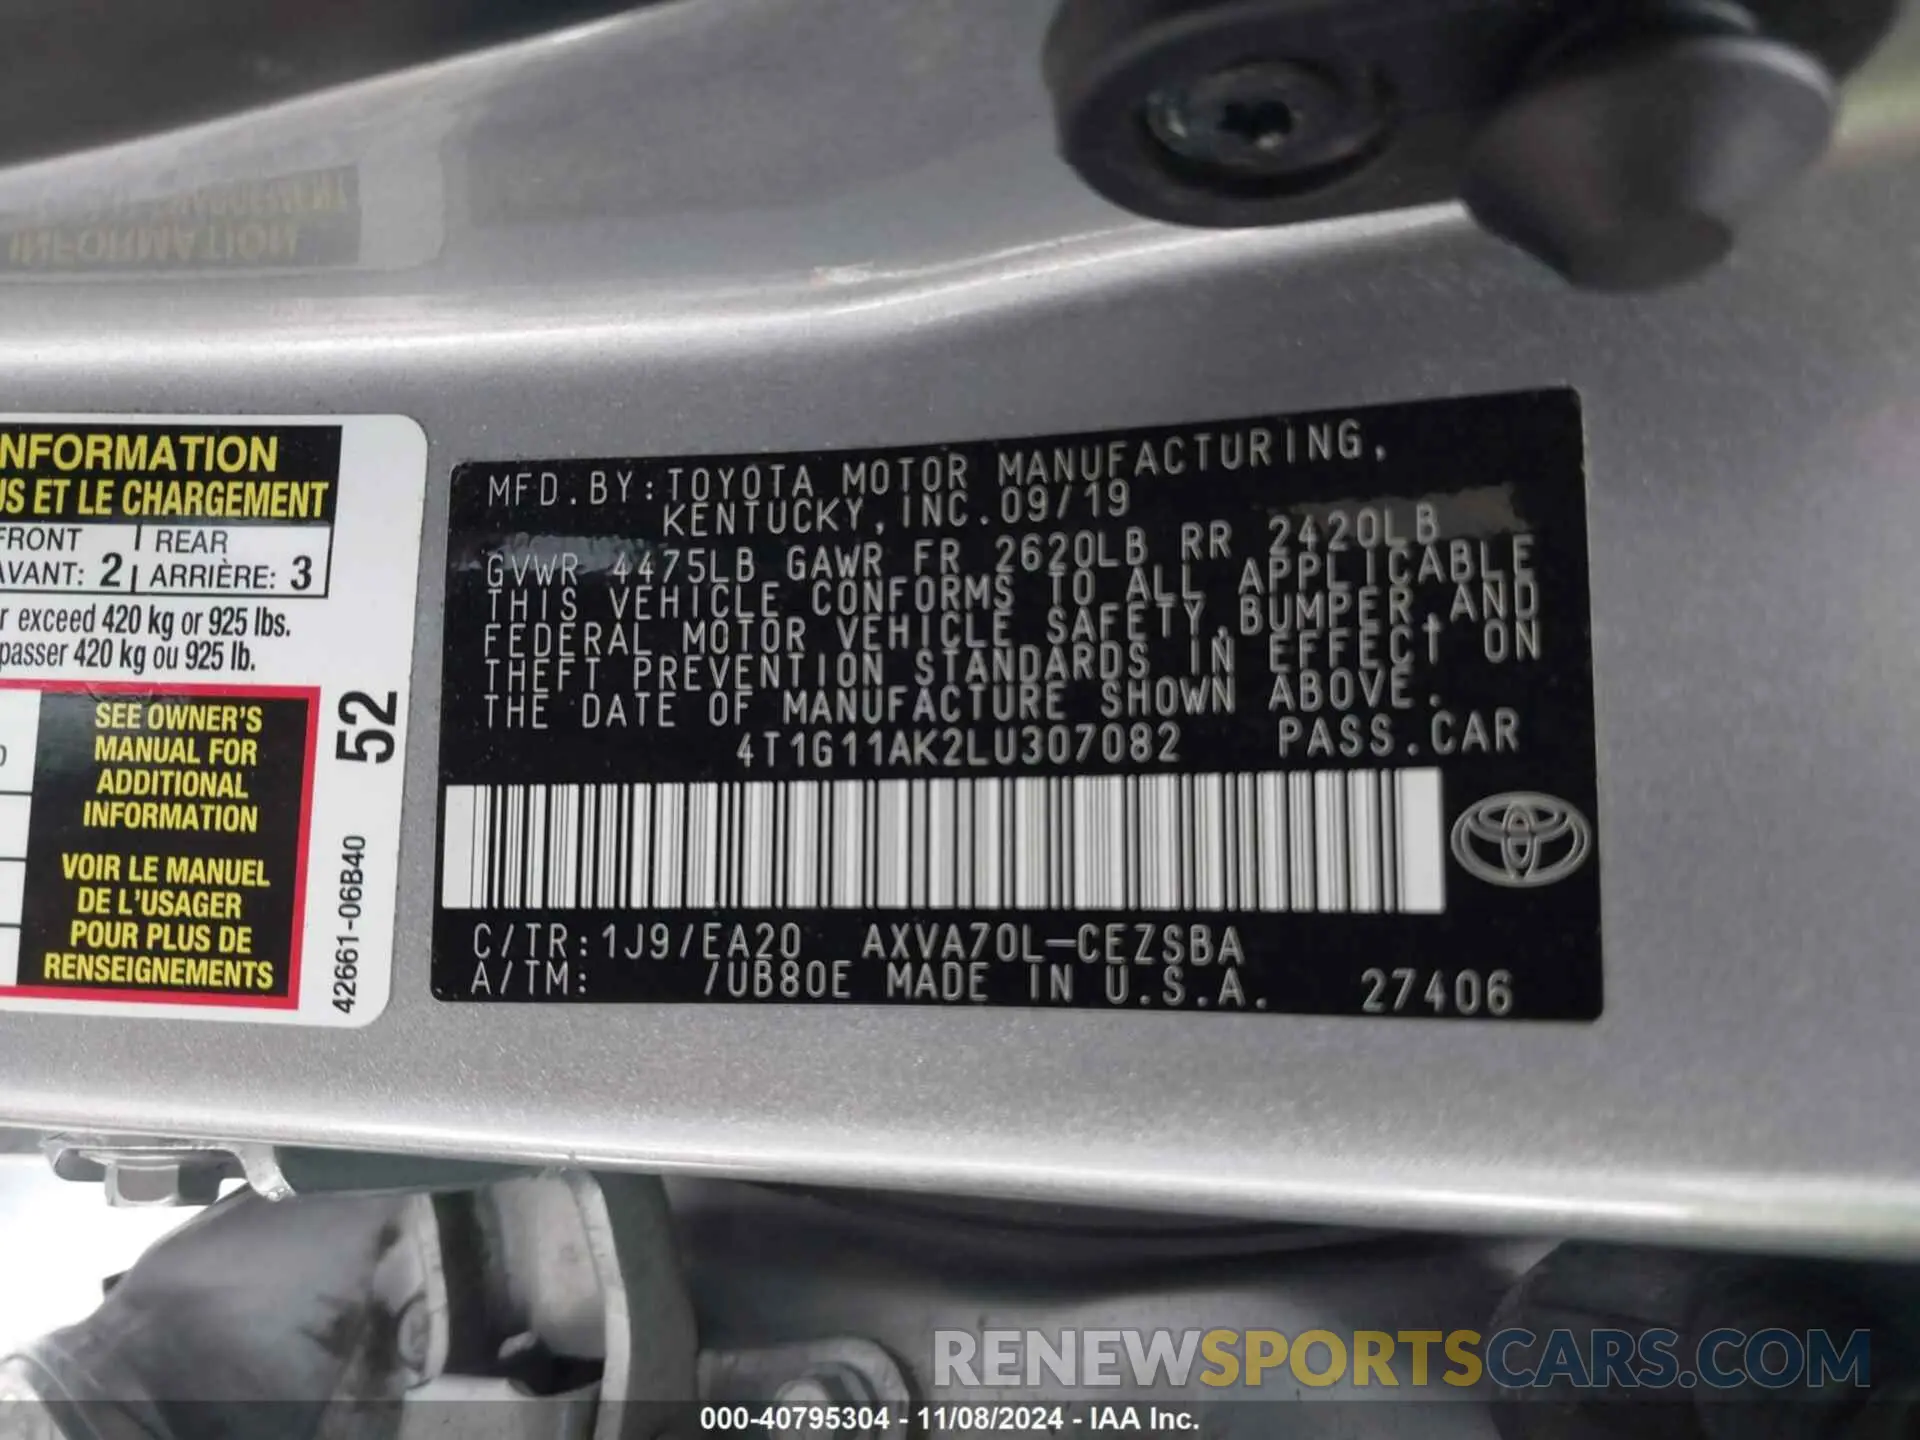 INFORMATION
NFORMATION
US ET LE CHARGEMENT
FRONT
REAR
AVANT: 2
ARRIÈRE: 3
r exceed 420 kg or 925 lbs.
passer 420 kg ou 925 lb.
SEE OWNER'S
MANUAL FOR
ADDITIONAL
INFORMATION
VOIR LE MANUEL
DE L'USAGER
POUR PLUS DE
RENSEIGNEMENTS
52
42661-06B40
MFD.BY:TOYOTA MOTOR MANUFACTURING,
KENTUCKY,INC.09/19
GVWR 4475LB GAWR FR 2620LB RR 2420LB
THIS VEHICLE CONFORMS TO ALL APPLICABLE
FEDERAL MOTOR VEHICLE SAFETY,BUMPER,AND
THEFT PREVENTION STANDARDS IN EFFECT ON
THE DATE OF MANUFACTURE SHOWN ABOVE.
4T1G11AK2LU307082 PASS.CAR
C/TR:1J9/EA20 AXVA70L-CEZSBA
A/TM: /UB80E MADE IN U.S.A. 27406
RENEWSPORTSCARS.COM
000-40795304 - 11/08/2024 - IAA Inc.